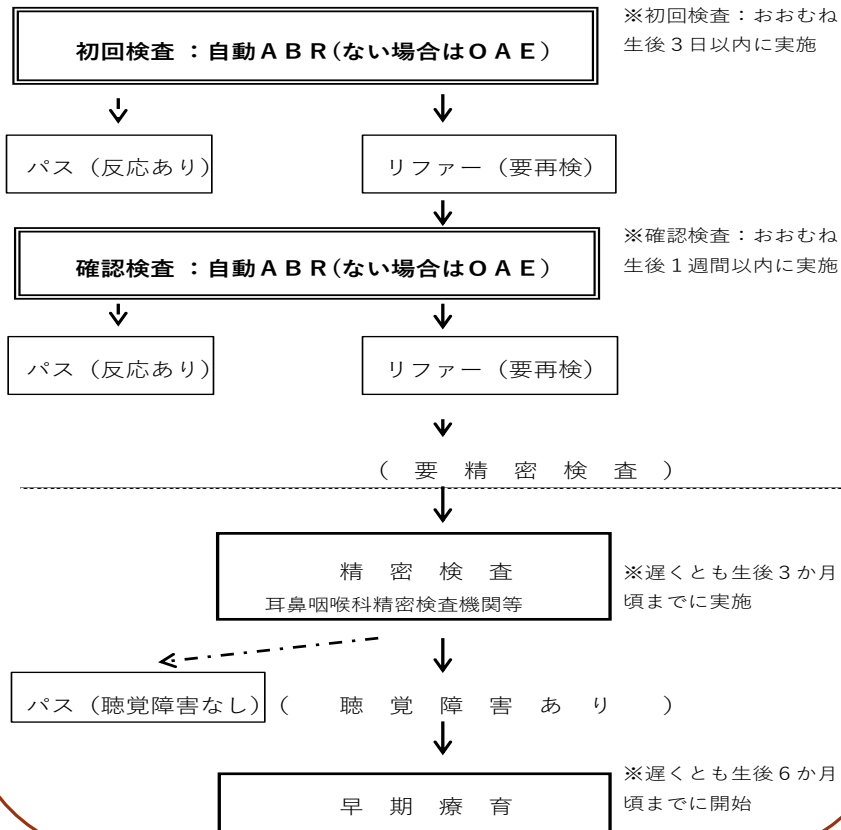 ※初回検査：おおむね
生後３日以内に実施
初回検査 ：自動ＡＢＲ(ない場合はＯＡＥ）
パス（反応あり）
リファー（要再検）
※確認検査：おおむね
生後１週間以内に実施
確認検査 ：自動ＡＢＲ(ない場合はＯＡＥ）
パス（反応あり）
リファー（要再検）
（ 要 精 密 検 査 ）
精 密 検 査
耳鼻咽喉科精密検査機関等
※遅くとも生後３か月
頃までに実施
パス（聴覚障害なし）
（ 聴 覚 障 害 あ り ）
※遅くとも生後６か月
頃までに開始
早 期 療 育